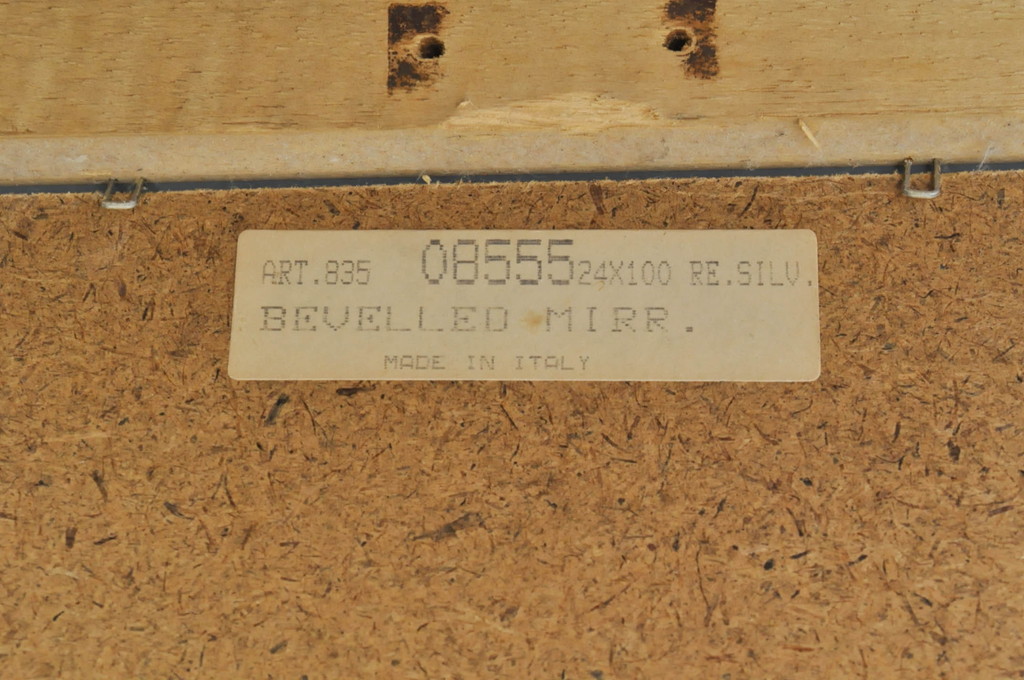 ART.835 08555 24X100 RE.SILV.
BEVELLED MIRR.
MADE IN ITALY